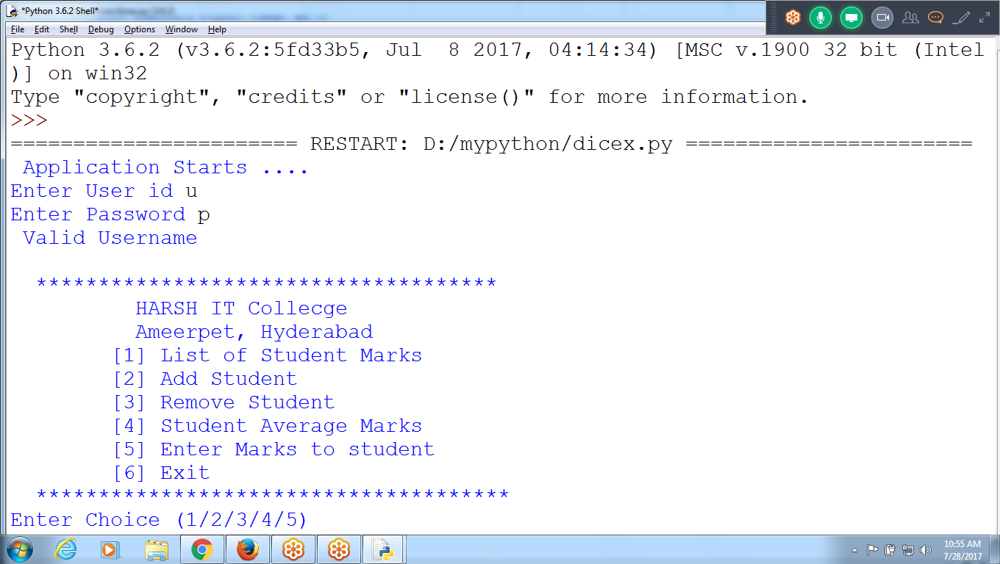 *Python 3.6.2 Shell*
File Edit Shell Debug Options Window Help
Python 3.6.2 (v3.6.2:5fd33b5, Jul  8 2017, 04:14:34) [MSC v.1900 32 bit (Intel
)] on win32
Type "copyright", "credits" or "license()" for more information.
>>>
======================= RESTART: D:/mypython/dicex.py =======================
Application Starts ....
Enter User id u
Enter Password p
Valid Username
*************************************
HARSH IT Collecge
Ameerpet, Hyderabad
[1] List of Student Marks
[2] Add Student
[3] Remove Student
[4] Student Average Marks
[5] Enter Marks to student
[6] Exit
**************************************
Enter Choice (1/2/3/4/5)
10:55 AM
7/28/2017